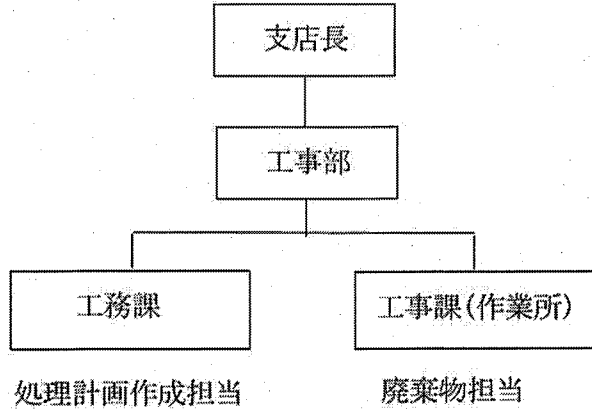 支店長
工事部
工務課
工事課(作業所)
処理計画作成担当
廃棄物担当